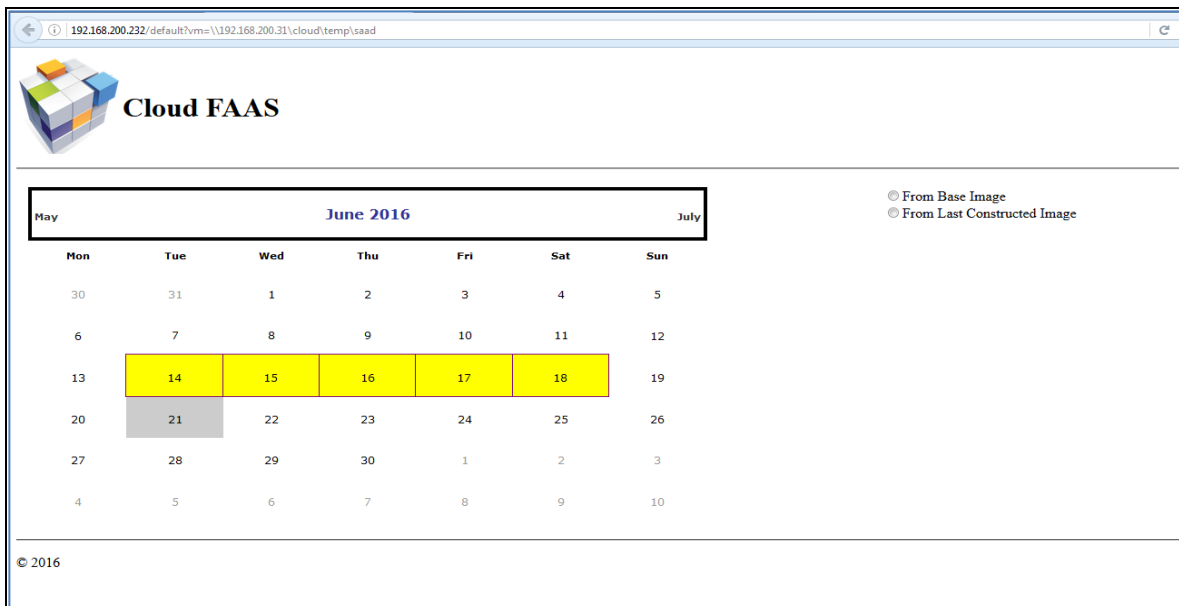 192.168.200.232/default?vm=\\192.168.200.31\cloud\temp\saad
Cloud FAAS
May June 2016 July
Mon Tue Wed Thu Fri Sat Sun
30 31 1 2 3 4 5
6 7 8 9 10 11 12
13 14 15 16 17 18 19
20 21 22 23 24 25 26
27 28 29 30 1 2 3
4 5 6 7 8 9 10
From Base Image
From Last Constructed Image
© 2016